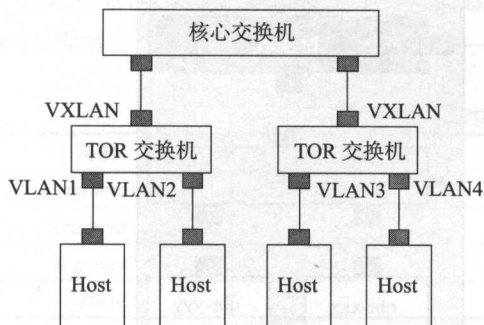 核心交换机
VXLAN
VXLAN
TOR 交换机
TOR 交换机
VLAN1
VLAN2
VLAN3
VLAN4
Host
Host
Host
Host